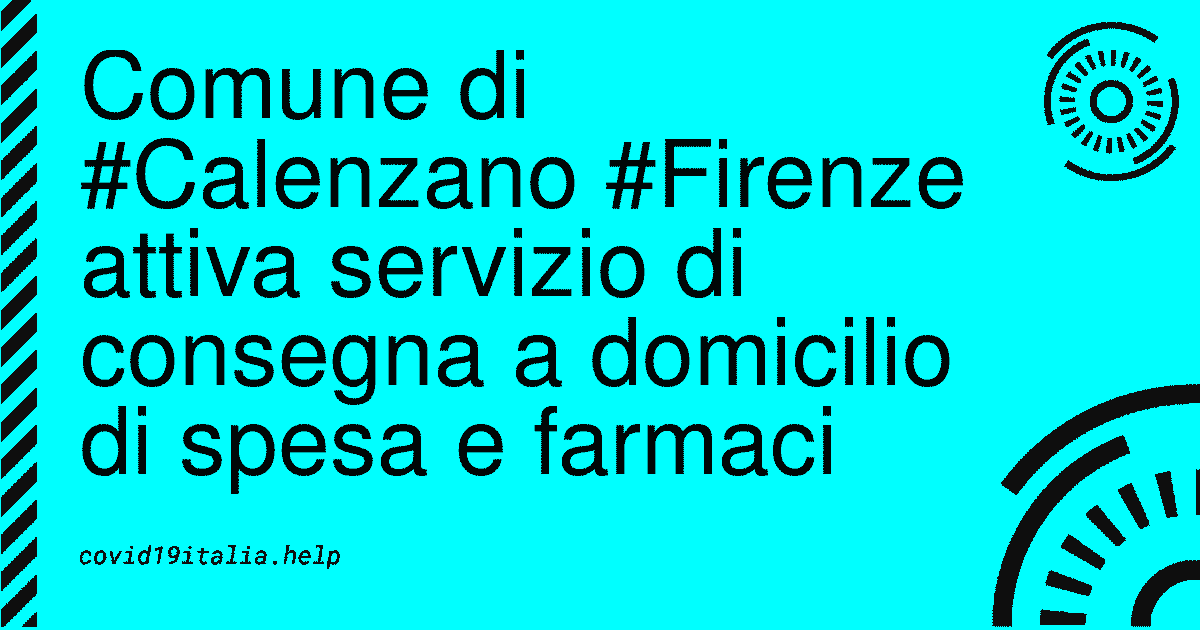 Comune di
#Calenzano #Firenze
attiva servizio di
consegna a domicilio
di spesa e farmaci
covid19italia.help